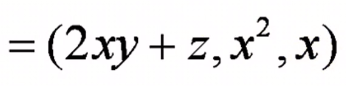 = (2xy + z, x², x)